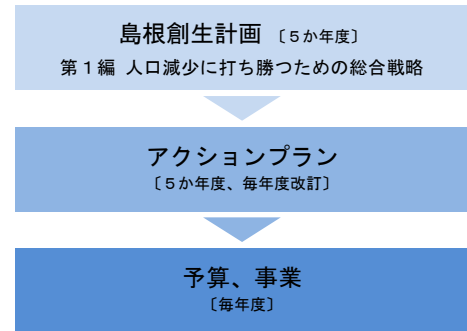 島根創生計画〔５か年度〕
第１編 人口減少に打ち勝つための総合戦略
アクションプラン
〔５か年度、毎年度改訂〕
予算、事業
〔毎年度〕